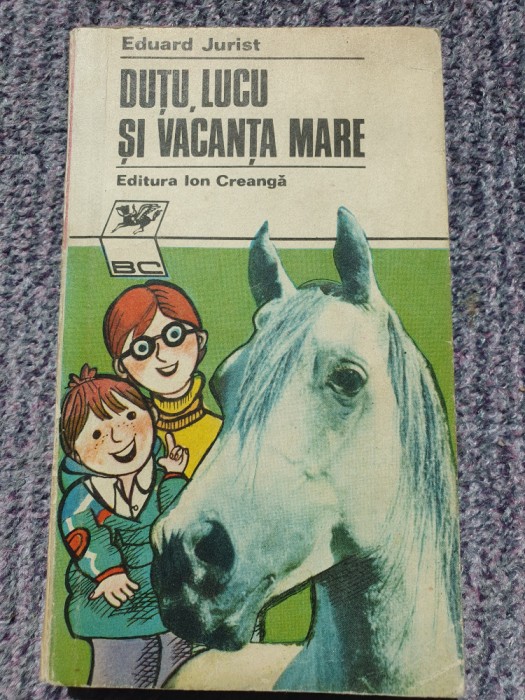 Eduard Jurist
DUȚU, LUCU
ȘI VACANȚA MARE
Editura Ion Creangă
BC